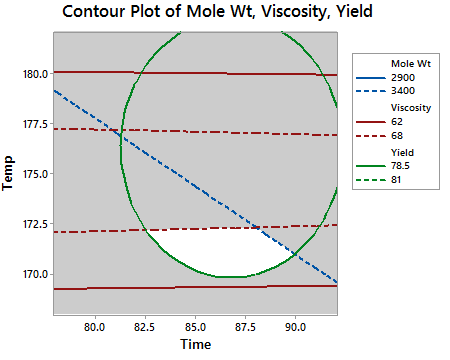 Contour Plot of Mole Wt, Viscosity, Yield
Mole Wt
2900
3400
Viscosity
62
68
Yield
78.5
81
Temp
180.0
177.5
175.0
172.5
170.0
80.0 82.5 85.0 87.5 90.0
Time